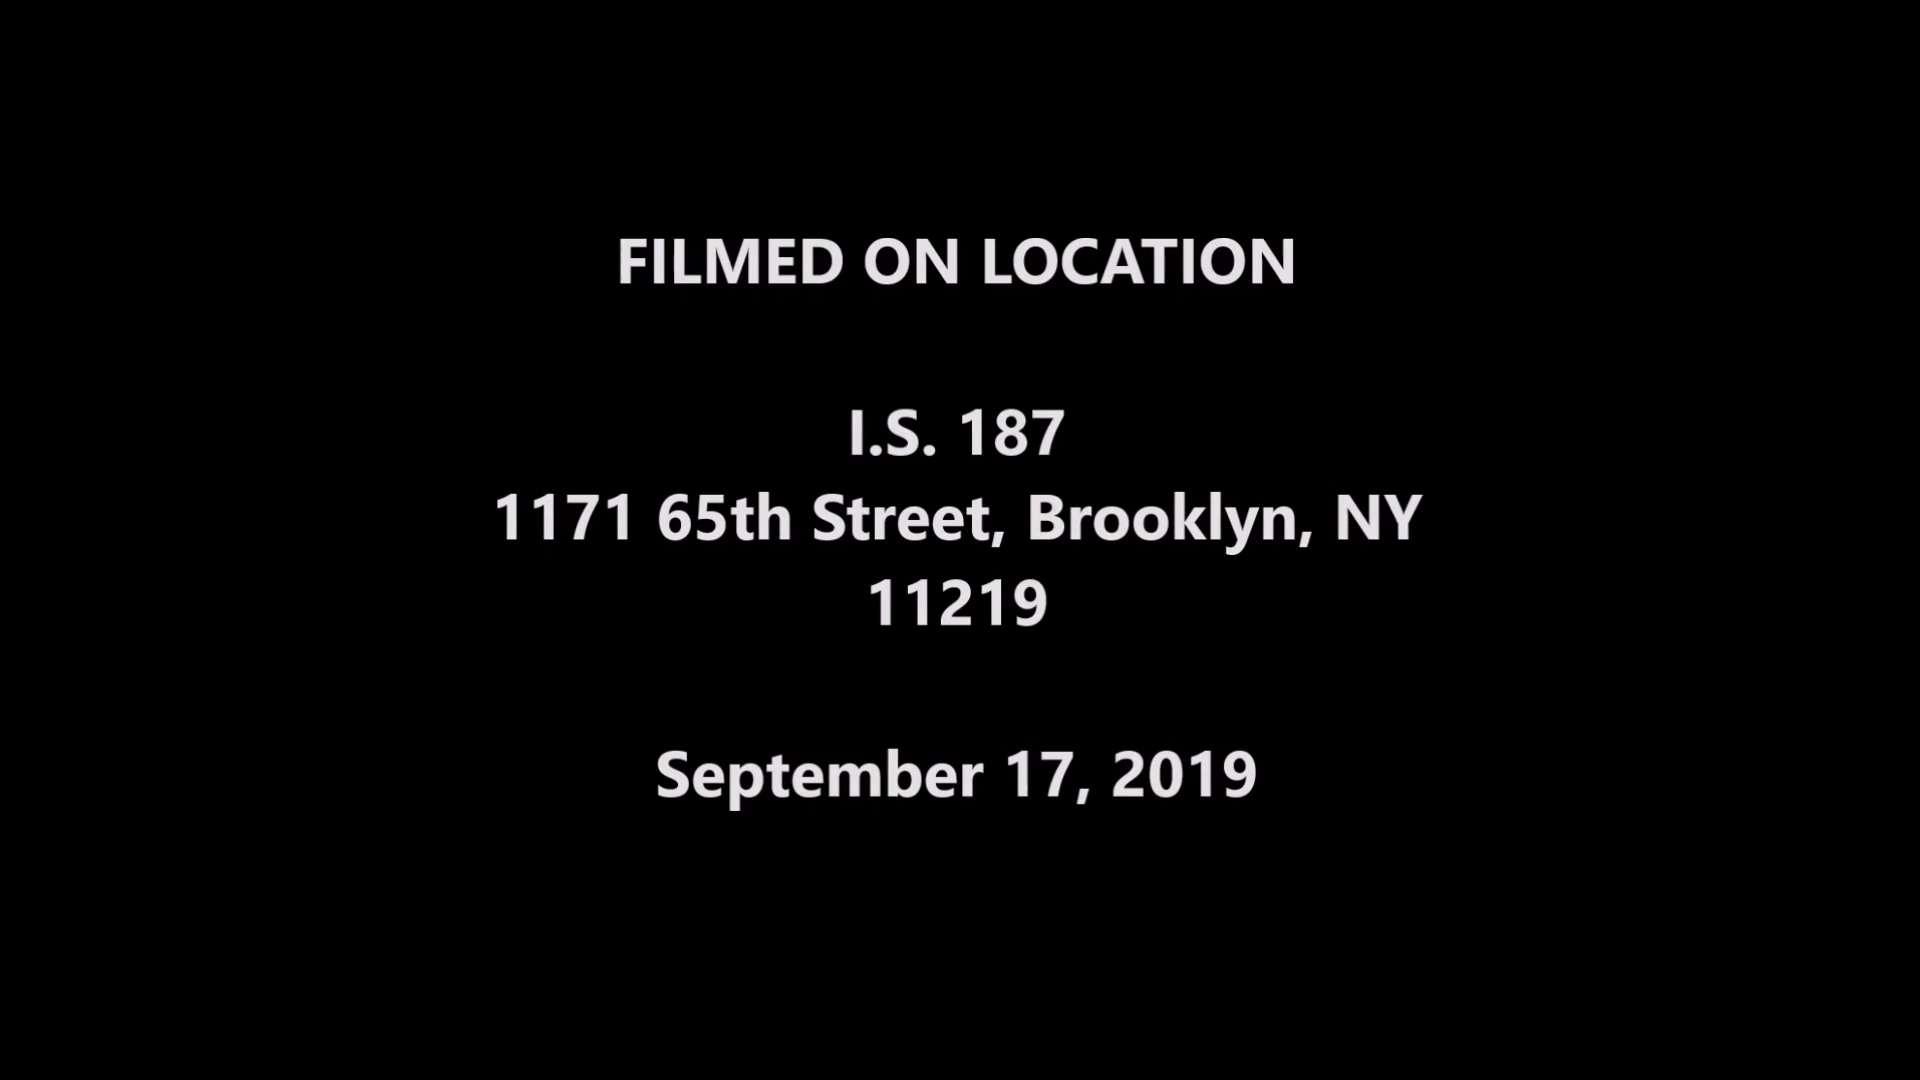 FILMED ON LOCATION
I.S. 187
1171 65th Street, Brooklyn, NY
11219
September 17, 2019